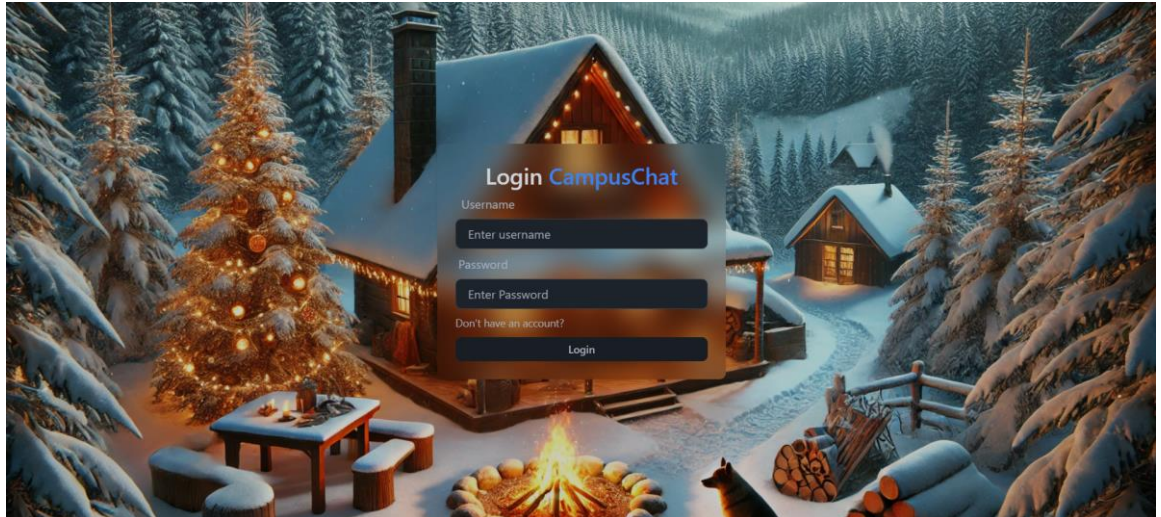 Login CampusChat
Username
Enter username
Password
Enter Password
Don't have an account?
Login